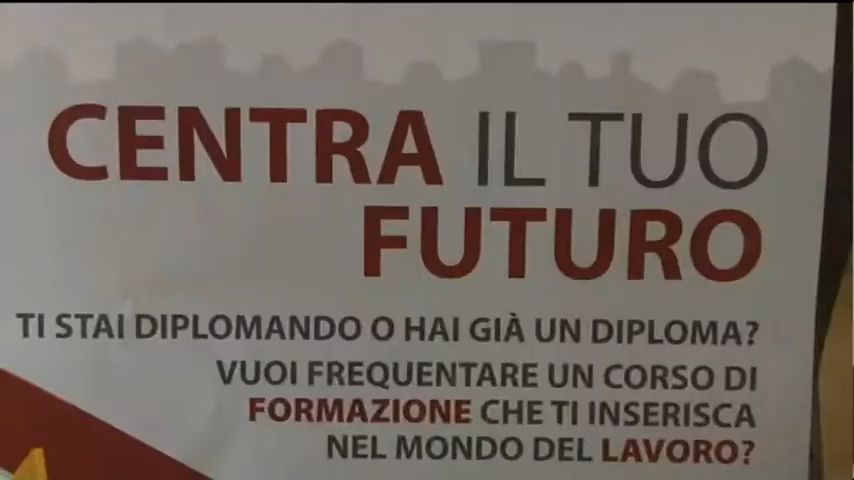 CENTRA IL TUO
FUTURO
TI STAI DIPLOMANDO O HAI GIÀ UN DIPLOMA?
VUOI FREQUENTARE UN CORSO DI
FORMAZIONE CHE TI INSERISCA
NEL MONDO DEL LAVORO?